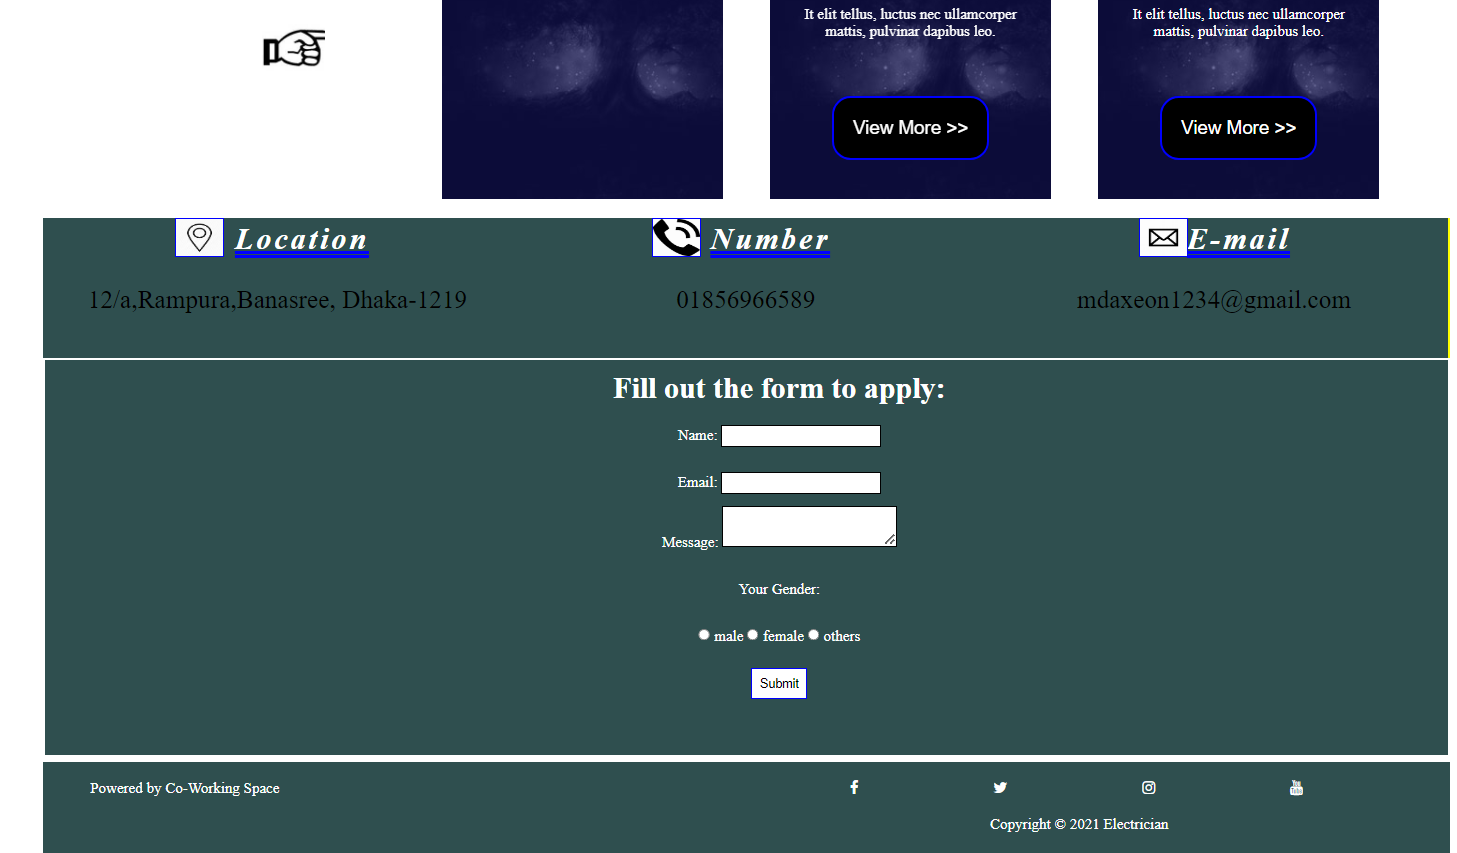 It elit tellus, luctus nec ullamcorper
mattis, pulvinar dapibus leo.
View More >>
It elit tellus, luctus nec ullamcorper
mattis, pulvinar dapibus leo.
View More >>
Location
12/a,Rampura,Banasree, Dhaka-1219
Number
01856966589
E-mail
mdaxeon1234@gmail.com
Fill out the form to apply:
Name:
Email:
Message:
Your Gender:
male female others
Submit
Powered by Co-Working Space
You
Tube
Copyright © 2021 Electrician